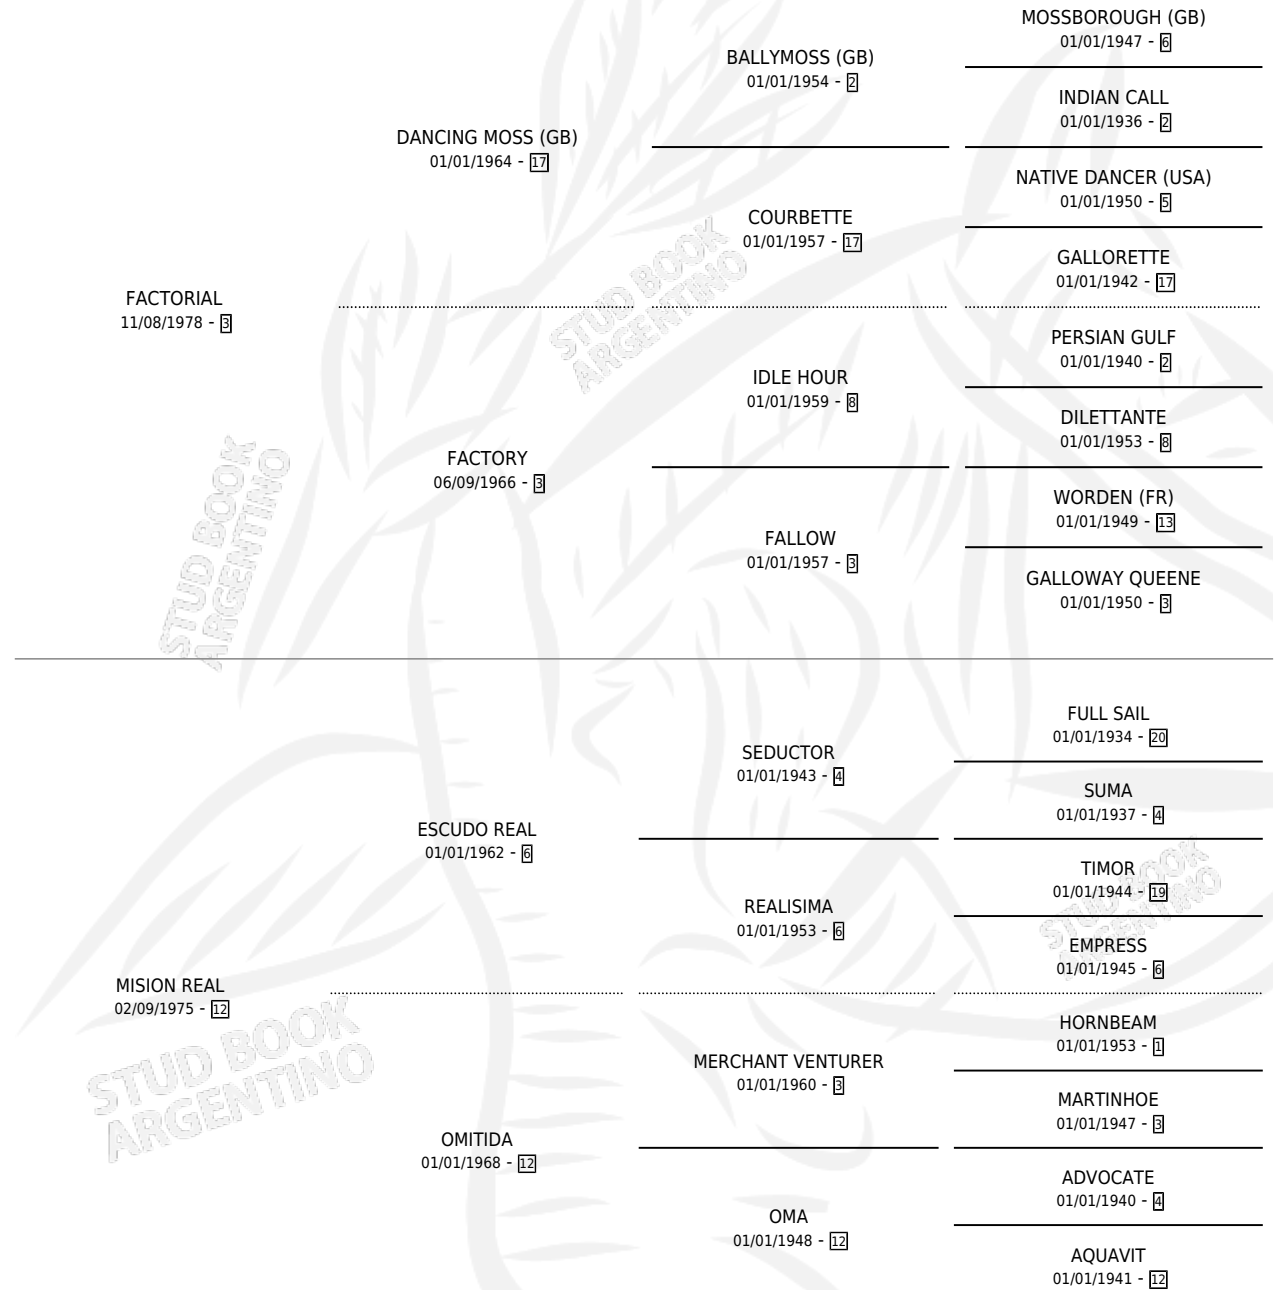 MOSSBOROUGH (GB)
01/01/1947 - 6
BALLYMOSS (GB)
01/01/1954 - 2
INDIAN CALL
01/01/1936 - 2
DANCING MOSS (GB)
01/01/1964 - 17
NATIVE DANCER (USA)
01/01/1950 - 5
COURBETTE
01/01/1957 - 17
GALLORETTE
01/01/1942 - 17
FACTORIAL
11/08/1978 - 3
STUD BOOK
ARGENTINO
PERSIAN GULF
01/01/1940 - 2
IDLE HOUR
01/01/1959 - 8
DILETTANTE
01/01/1953 - 8
FACTORY
06/09/1966 - 3
WORDEN (FR)
01/01/1949 - 13
FALLOW
01/01/1957 - 3
GALLOWAY QUEENE
01/01/1950 - 3
STUD BOOK
ARGENTINO
FULL SAIL
01/01/1934 - 20
SEDUCTOR
01/01/1943 - 4
SUMA
01/01/1937 - 4
ESCUDO REAL
01/01/1962 - 6
TIMOR
01/01/1944 - 19
REALISIMA
01/01/1953 - 6
EMPRESS
01/01/1945 - 6
STUD BOOK
ARGENTINO
MISION REAL
02/09/1975 - 12
HORNBEAM
01/01/1953 - 1
MERCHANT VENTURER
01/01/1960 - 3
MARTINHOE
01/01/1947 - 3
STUD BOOK
ARGENTINO
OMITIDA
01/01/1968 - 12
ADVOCATE
01/01/1940 - 4
OMA
01/01/1948 - 12
AQUAVIT
01/01/1941 - 12